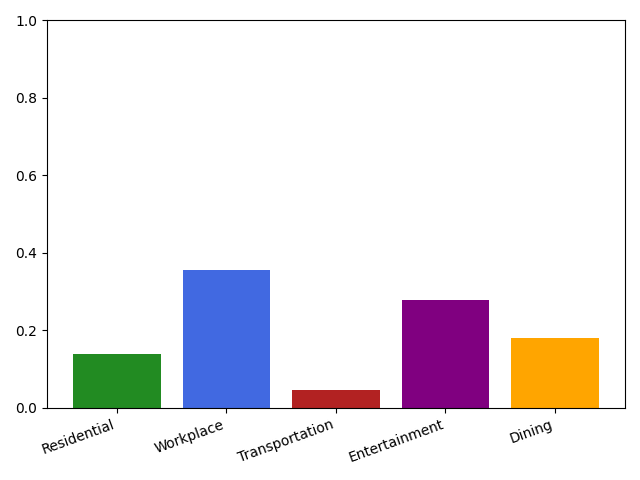 1.0
0.8
0.6
0.4
0.2
0.0
Residential
Workplace
Transportation
Entertainment
Dining